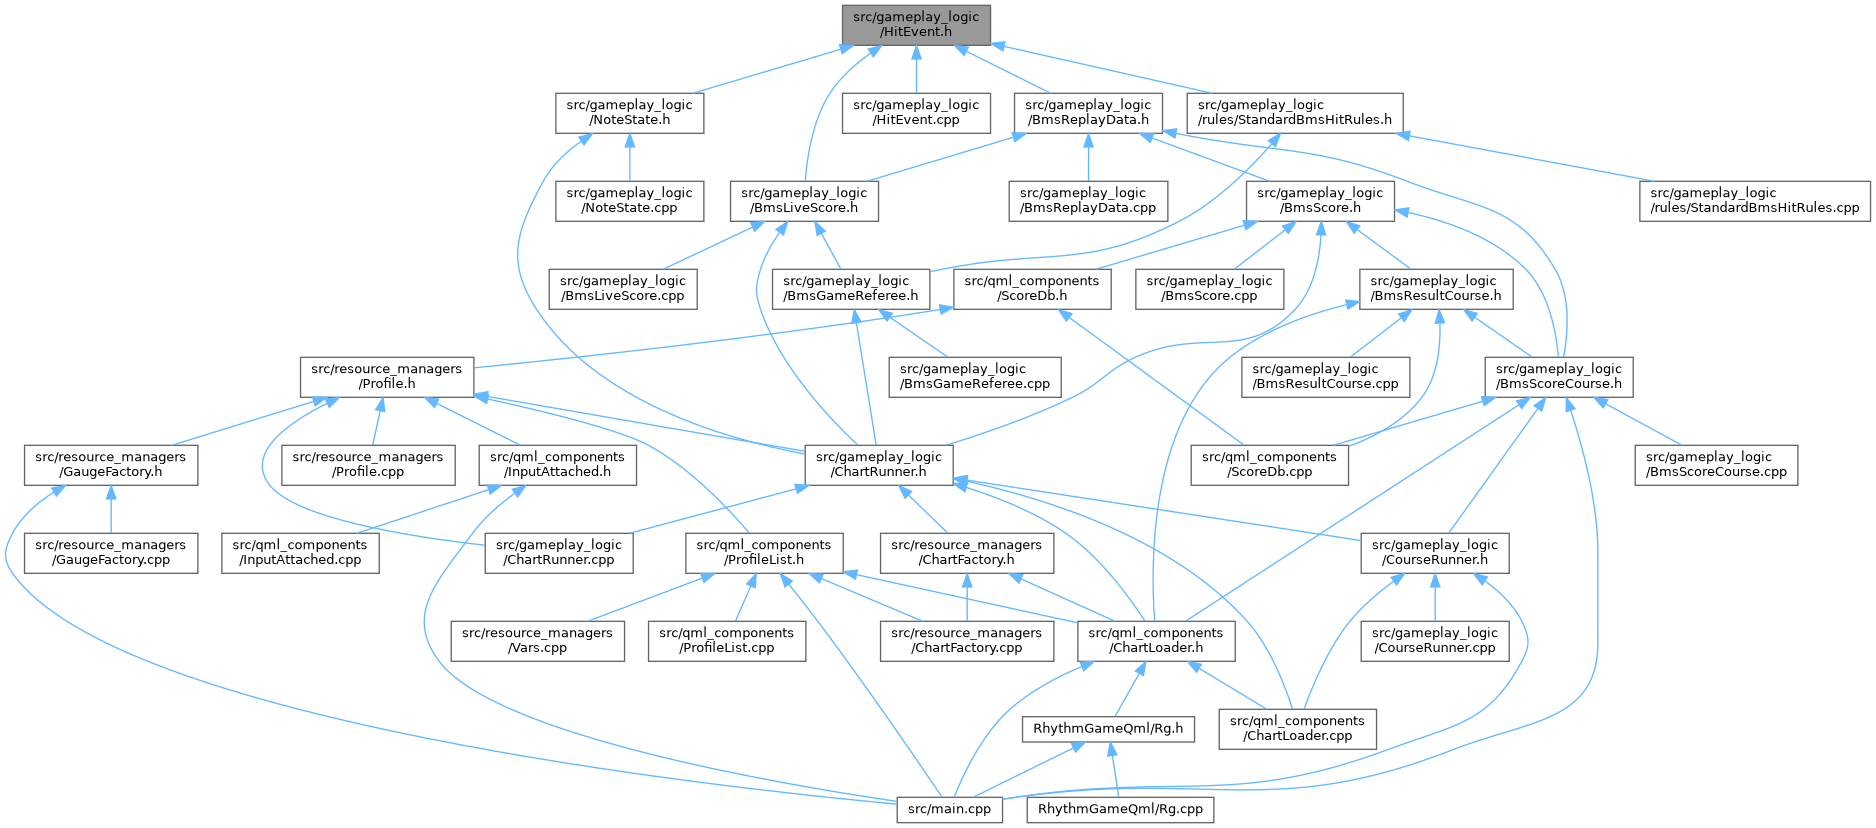 src/gameplay_logic
/HitEvent.h
src/gameplay_logic
/NoteState.h
src/gameplay_logic
/HitEvent.cpp
src/gameplay_logic
/BmsReplayData.h
src/gameplay_logic
/rules/StandardBmsHitRules.h
src/gameplay_logic
/NoteState.cpp
src/gameplay_logic
/BmsLiveScore.h
src/gameplay_logic
/BmsReplayData.cpp
src/gameplay_logic
/BmsScore.h
src/gameplay_logic
/rules/StandardBmsHitRules.cpp
src/gameplay_logic
/BmsLiveScore.cpp
src/gameplay_logic
/BmsGameReferee.h
src/qml_components
/ScoreDb.h
src/gameplay_logic
/BmsScore.cpp
src/gameplay_logic
/BmsResultCourse.h
src/resource_managers
/Profile.h
src/gameplay_logic
/BmsGameReferee.cpp
src/gameplay_logic
/BmsResultCourse.cpp
src/gameplay_logic
/BmsScoreCourse.h
src/resource_managers
/GaugeFactory.h
src/resource_managers
/Profile.cpp
src/qml_components
/InputAttached.h
src/gameplay_logic
/ChartRunner.h
src/qml_components
/ScoreDb.cpp
src/gameplay_logic
/BmsScoreCourse.cpp
src/resource_managers
/GaugeFactory.cpp
src/qml_components
/InputAttached.cpp
src/gameplay_logic
/ChartRunner.cpp
src/qml_components
/ProfileList.h
src/resource_managers
/ChartFactory.h
src/gameplay_logic
/CourseRunner.h
src/resource_managers
/Vars.cpp
src/qml_components
/ProfileList.cpp
src/resource_managers
/ChartFactory.cpp
src/qml_components
/ChartLoader.h
src/gameplay_logic
/CourseRunner.cpp
RhythmGameQml/Rg.h
src/qml_components
/ChartLoader.cpp
src/main.cpp
RhythmGameQml/Rg.cpp